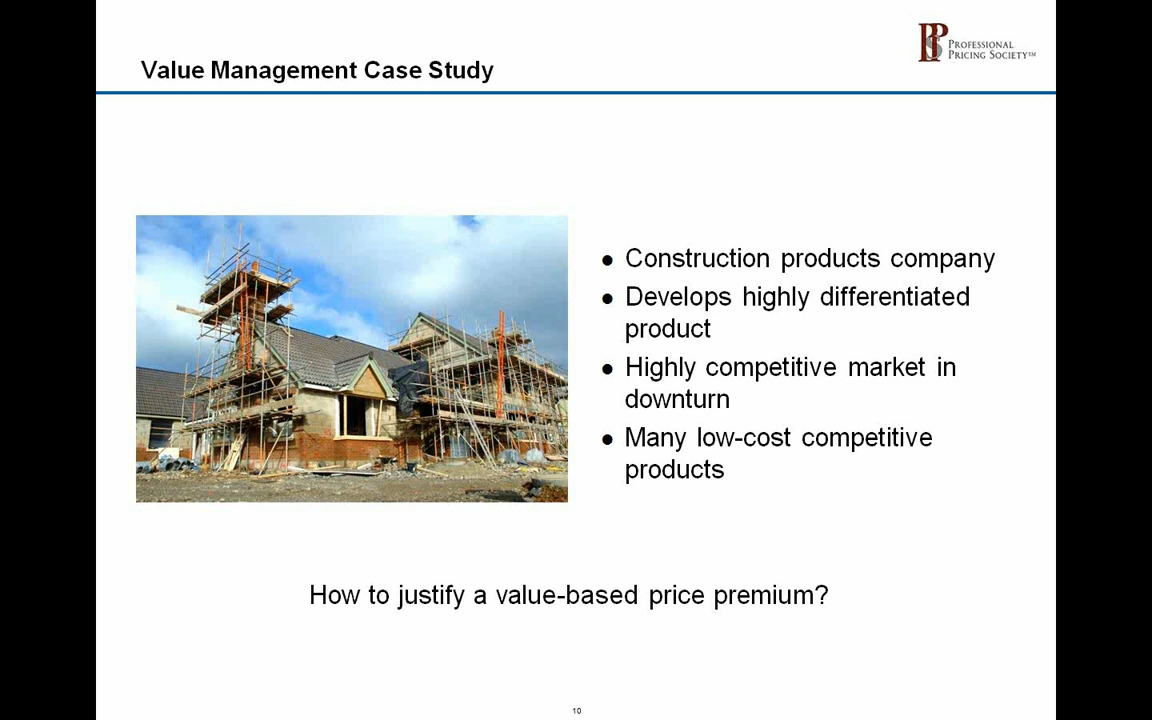 Value Management Case Study
PPS
PROFESSIONAL
PRICING SOCIETY™
● Construction products company
● Develops highly differentiated
product
● Highly competitive market in
downturn
● Many low-cost competitive
products
How to justify a value-based price premium?
10